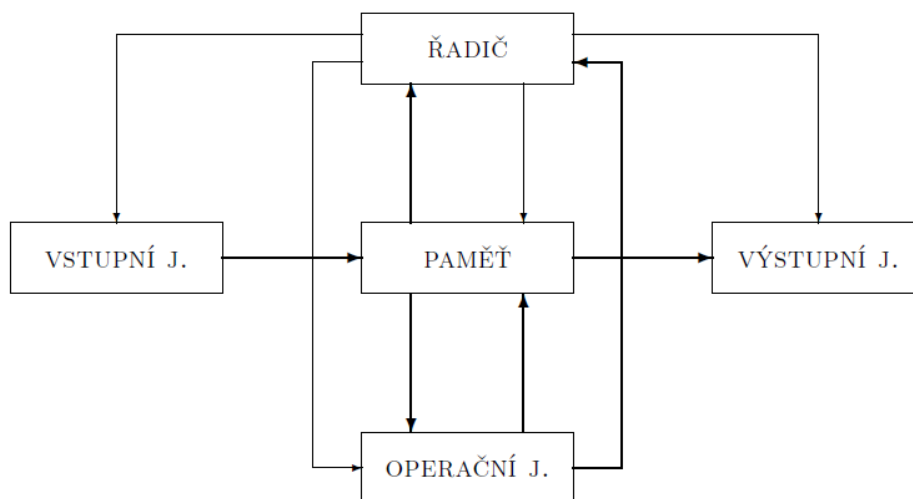 ŘADIČ
VSTUPNÍ J.
PAMĚŤ
VÝSTUPNÍ J.
OPERAČNÍ J.